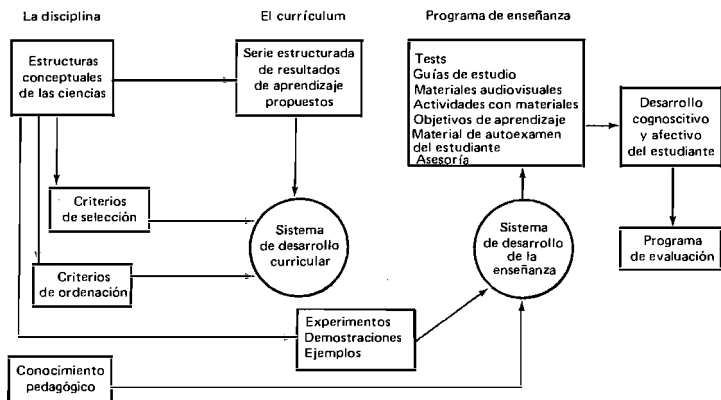 La disciplina
El currículum
Programa de enseñanza
Estructuras
conceptuales
de las ciencias
Serie estructurada
de resultados
de aprendizaje
propuestos
Tests
Guías de estudio
Materiales audiovisuales
Actividades con materiales
Objetivos de aprendizaje
Material de autoexamen
del estudiante
Asesoría
Desarrollo
cognoscitivo
y afectivo
del estudiante
Criterios
de selección
Sistema
de desarrollo
curricular
Sistema
de desarrollo
de la
enseñanza
Programa
de evaluación
Criterios
de ordenación
Experimentos
Demostraciones
Ejemplos
Conocimiento
pedagógico